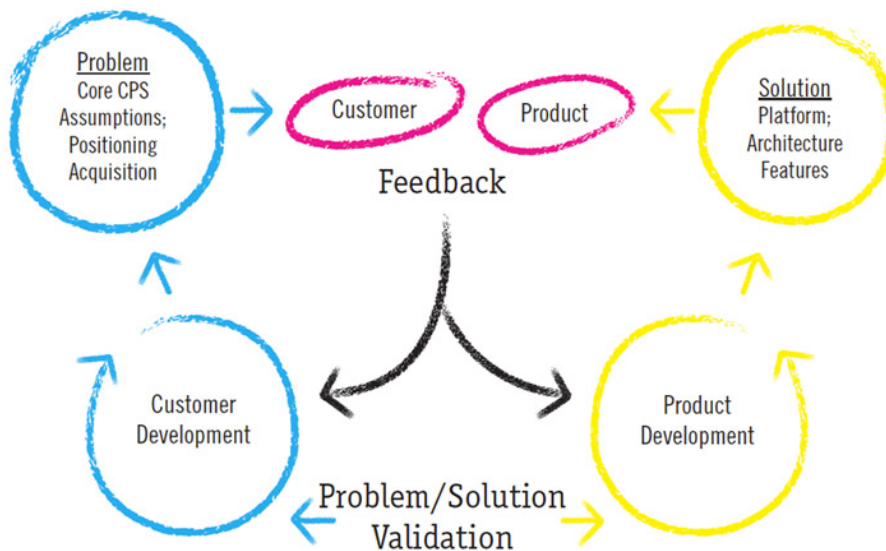 Problem
Core CPS
Assumptions;
Positioning
Acquisition
Customer
Product
Solution
Platform;
Architecture
Features
Feedback
Customer
Development
Product
Development
Problem/Solution
Validation